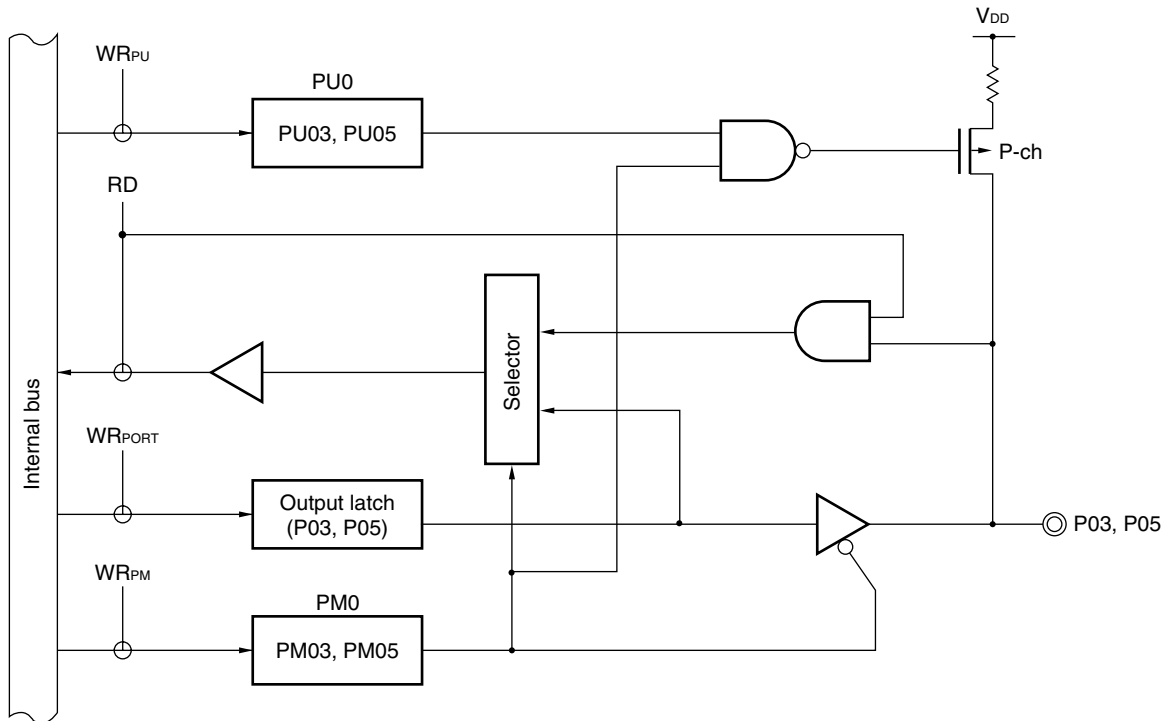 VDD
WRPU
PU0
PU03, PU05
P-ch
RD
Selector
Internal bus
WRPORT
Output latch
(P03, P05)
P03, P05
WRPM
PM0
PM03, PM05